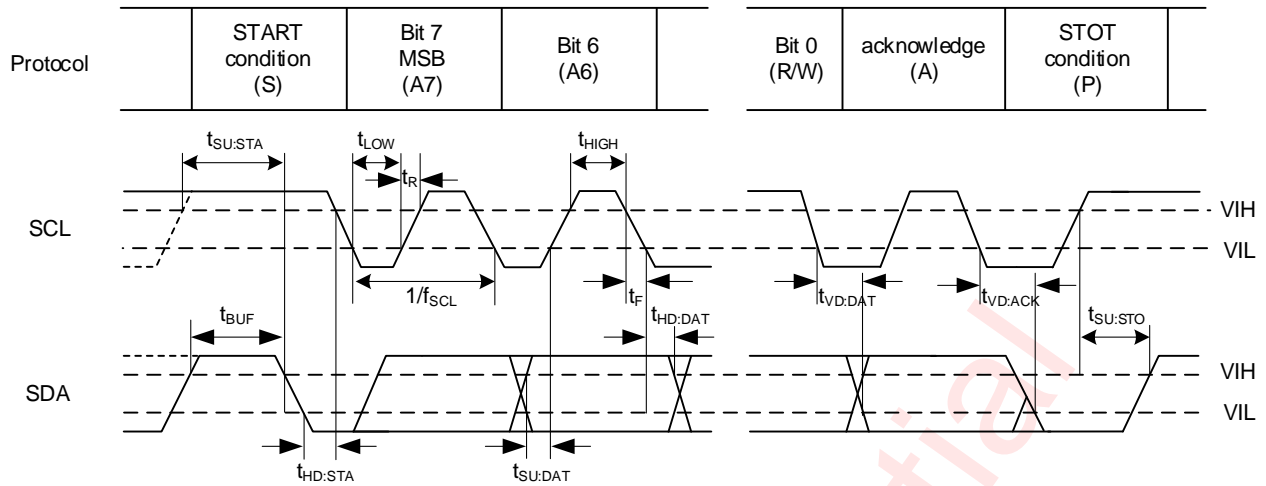 Protocol
START
condition
(S)
Bit 7
MSB
(A7)
Bit 6
(A6)
Bit 0
(R/W)
acknowledge
(A)
STOT
condition
(P)
tSU:STA
tLOW
tR
tHIGH
SCL
VIH
VIL
1/fSCL
tF
tVD:DAT
tVD:ACK
tBUF
tHD:DAT
tSU:STO
SDA
VIH
VIL
tHD:STA
tSU:DAT